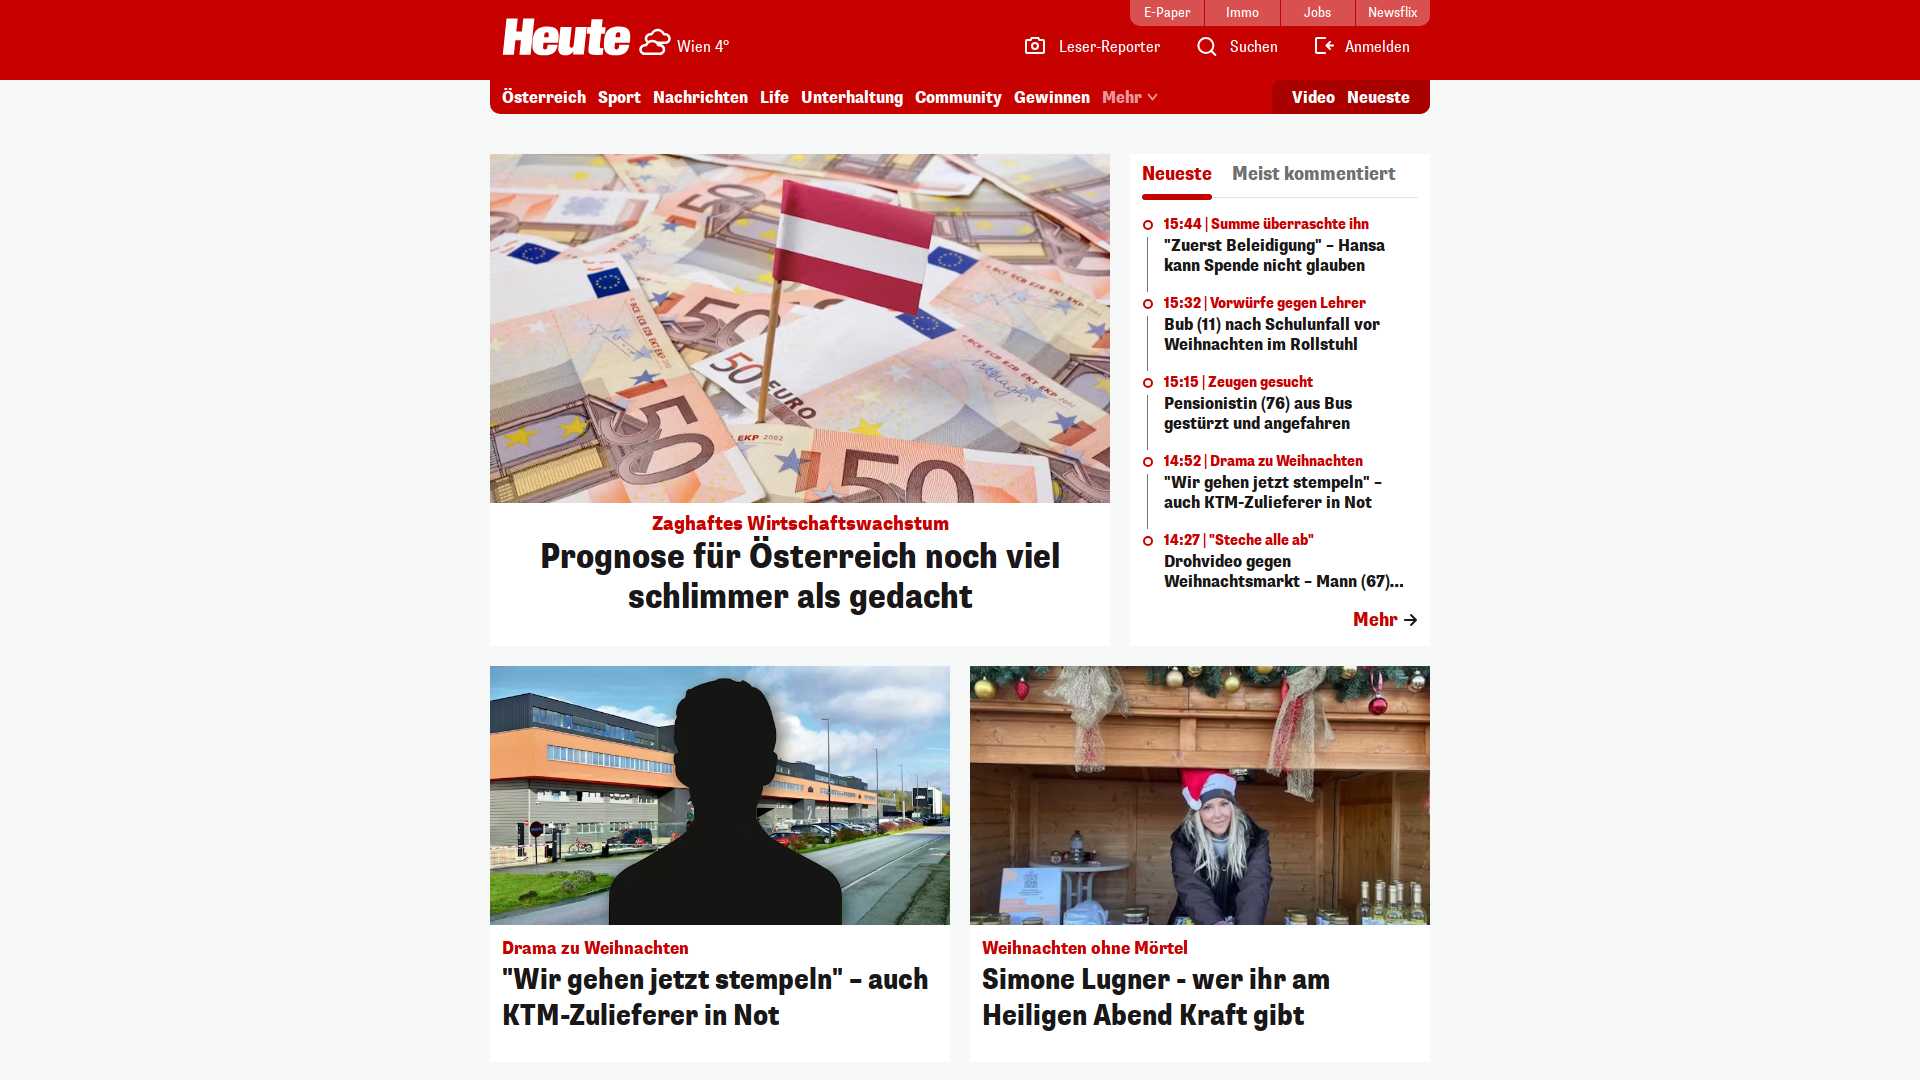 E-Paper
Immo
Jobs
Newsflix
Heute
Wien 4°
Leser-Reporter
Suchen
Anmelden
Österreich
Sport
Nachrichten
Life
Unterhaltung
Community
Gewinnen
Mehr
Video
Neueste
50 EURO
EKP 2002
50
50
Zaghaftes Wirtschaftswachstum
Prognose für Österreich noch viel
schlimmer als gedacht
Neueste
Meist kommentiert
15:44 | Summe überraschte ihn
"Zuerst Beleidigung" – Hansa
kann Spende nicht glauben
15:32 | Vorwürfe gegen Lehrer
Bub (11) nach Schulunfall vor
Weihnachten im Rollstuhl
15:15 | Zeugen gesucht
Pensionistin (76) aus Bus
gestürzt und angefahren
14:52 | Drama zu Weihnachten
"Wir gehen jetzt stempeln" –
auch KTM-Zulieferer in Not
14:27 | "Steche alle ab"
Drohvideo gegen
Weihnachtsmarkt – Mann (67)...
Mehr
Drama zu Weihnachten
"Wir gehen jetzt stempeln" – auch
KTM-Zulieferer in Not
Weihnachten ohne Mörtel
Simone Lugner - wer ihr am
Heiligen Abend Kraft gibt